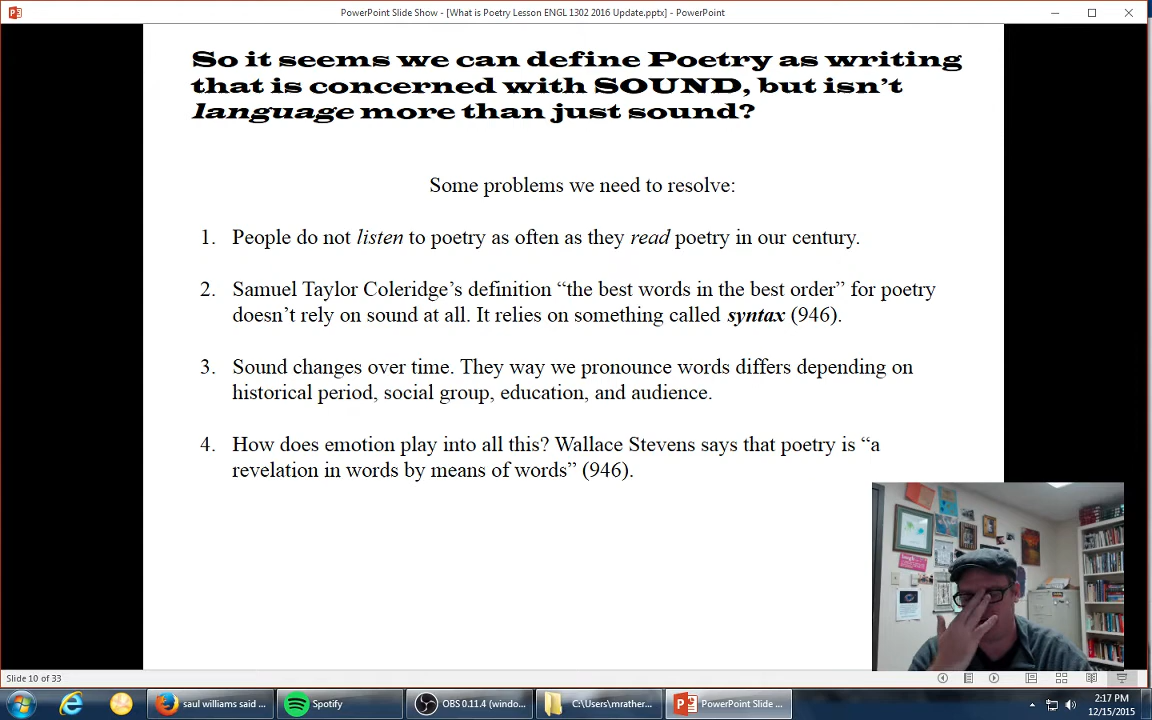 PowerPoint Slide Show - [What is Poetry Lesson ENGL 1302 2016 Update.pptx] - PowerPoint
So it seems we can define Poetry as writing
that is concerned with SOUND, but isn't
language more than just sound?
Some problems we need to resolve:
1. People do not listen to poetry as often as they read poetry in our century.
2. Samuel Taylor Coleridge's definition “the best words in the best order” for poetry
doesn't rely on sound at all. It relies on something called syntax (946).
3. Sound changes over time. They way we pronounce words differs depending on
historical period, social group, education, and audience.
4. How does emotion play into all this? Wallace Stevens says that poetry is “a
revelation in words by means of words” (946).
Slide 10 of 33
saul williams said ...
Spotify
OBS 0.11.4 (windo...
C:\Users\mrather...
PowerPoint Slide ...
2:17 PM
12/15/2015